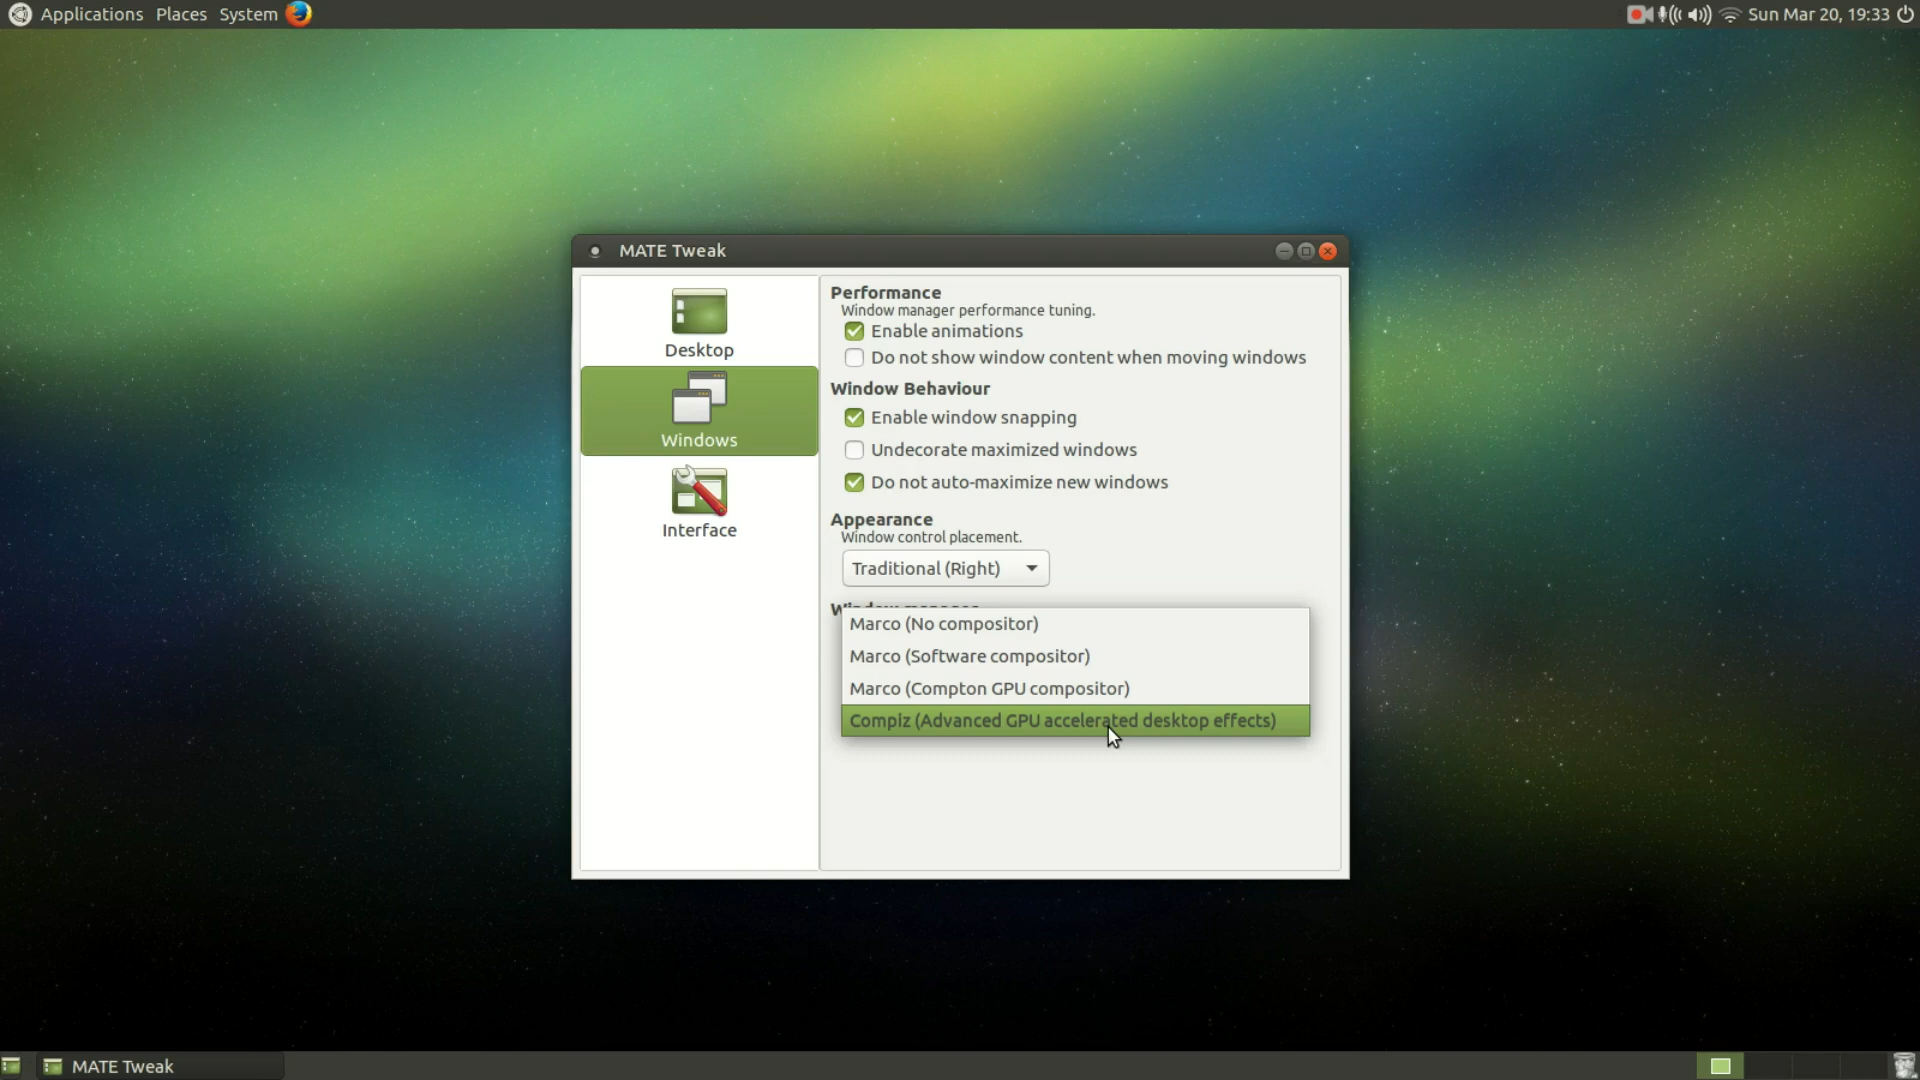 Applications Places System
Sun Mar 20, 19:33
MATE Tweak
Desktop
Windows
Interface
Performance
Window manager performance tuning.
Enable animations
Do not show window content when moving windows
Window Behaviour
Enable window snapping
Undecorate maximized windows
Do not auto-maximize new windows
Appearance
Window control placement.
Traditional (Right)
Marco (No compositor)
Marco (Software compositor)
Marco (Compton GPU compositor)
Compiz (Advanced GPU accelerated desktop effects)
MATE Tweak